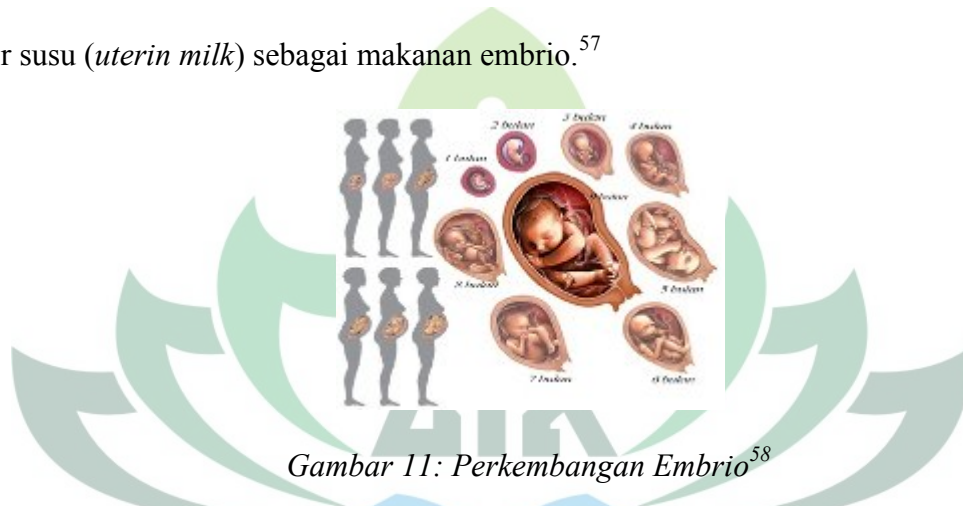 r susu (uterin milk) sebagai makanan embrio.57
1 bulan
2 bulan
3 bulan
4 bulan
9 bulan
8 bulan
5 bulan
7 bulan
6 bulan
Gambar 11: Perkembangan Embrio58